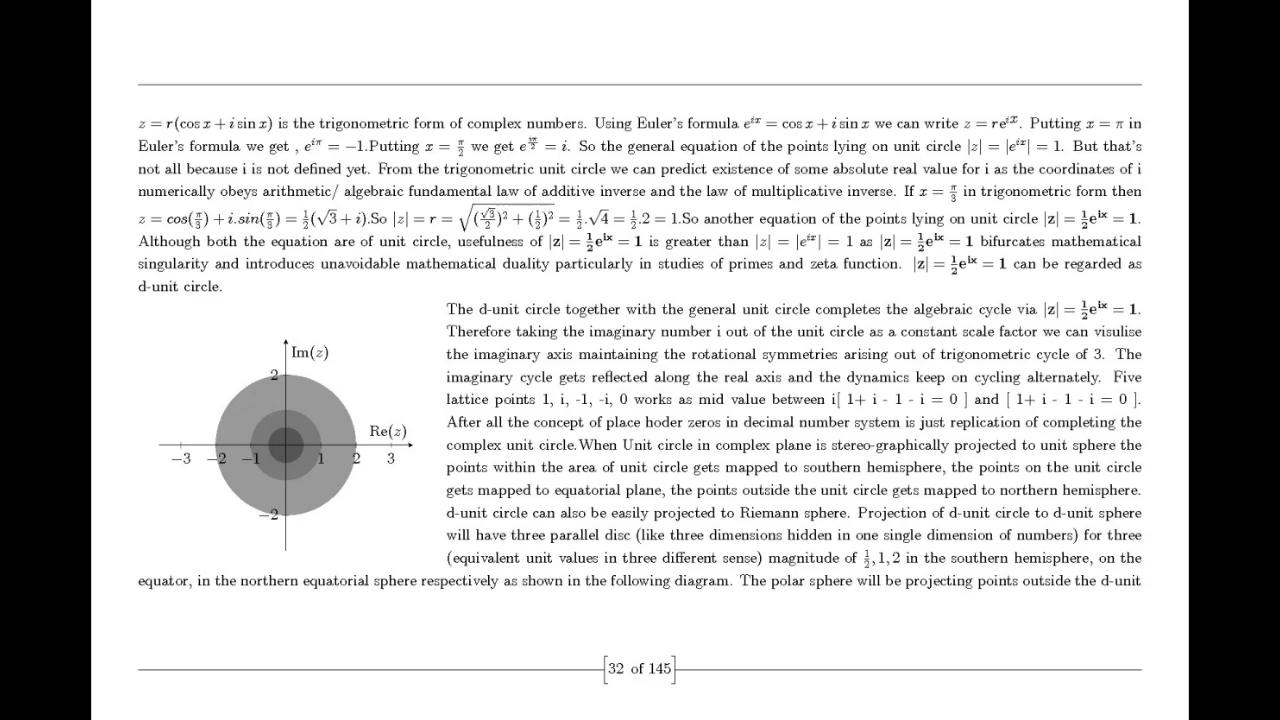 z = r(cos x + i sin x) is the trigonometric form of complex numbers. Using Euler's formula e^{ix} = cos x + i sin x we can write z = re^{ix}. Putting x = π in
Euler's formula we get , e^{iπ} = −1.Putting x = \frac{π}{2} we get e^{\frac{iπ}{2}} = i. So the general equation of the points lying on unit circle |z| = |e^{ix}| = 1. But that's
not all because i is not defined yet. From the trigonometric unit circle we can predict existence of some absolute real value for i as the coordinates of i
numerically obeys arithmetic/ algebraic fundamental law of additive inverse and the law of multiplicative inverse. If x = \frac{π}{3} in trigonometric form then
z = cos(\frac{π}{3}) + i.sin(\frac{π}{3}) = \frac{1}{2}(√3 + i).So |z| = r = \sqrt{(\frac{√3}{2})^2 + (\frac{1}{2})^2} = \frac{1}{2}.√4 = \frac{1}{2}.2 = 1.So another equation of the points lying on unit circle |z| = \frac{1}{2}e^{ix} = 1.
Although both the equation are of unit circle, usefulness of |z| = \frac{1}{2}e^{ix} = 1 is greater than |z| = |e^{ix}| = 1 as |z| = \frac{1}{2}e^{ix} = 1 bifurcates mathematical
singularity and introduces unavoidable mathematical duality particularly in studies of primes and zeta function. |z| = \frac{1}{2}e^{ix} = 1 can be regarded as
d-unit circle.
The d-unit circle together with the general unit circle completes the algebraic cycle via |z| = \frac{1}{2}e^{ix} = 1.
Therefore taking the imaginary number i out of the unit circle as a constant scale factor we can visulise
the imaginary axis maintaining the rotational symmetries arising out of trigonometric cycle of 3. The
imaginary cycle gets reflected along the real axis and the dynamics keep on cycling alternately. Five
lattice points 1, i, -1, -i, 0 works as mid value between i[ 1+ i - 1 - i = 0 ] and [ 1+ i - 1 - i = 0 ].
After all the concept of place hoder zeros in decimal number system is just replication of completing the
complex unit circle.When Unit circle in complex plane is stereo-graphically projected to unit sphere the
points within the area of unit circle gets mapped to southern hemisphere, the points on the unit circle
gets mapped to equatorial plane, the points outside the unit circle gets mapped to northern hemisphere.
d-unit circle can also be easily projected to Riemann sphere. Projection of d-unit circle to d-unit sphere
will have three parallel disc (like three dimensions hidden in one single dimension of numbers) for three
(equivalent unit values in three different sense) magnitude of \frac{1}{2}, 1, 2 in the southern hemisphere, on the
equator, in the northern equatorial sphere respectively as shown in the following diagram. The polar sphere will be projecting points outside the d-unit
Im(z)
2
Re(z)
−3 −2 −1 1 2 3
−2
32 of 145